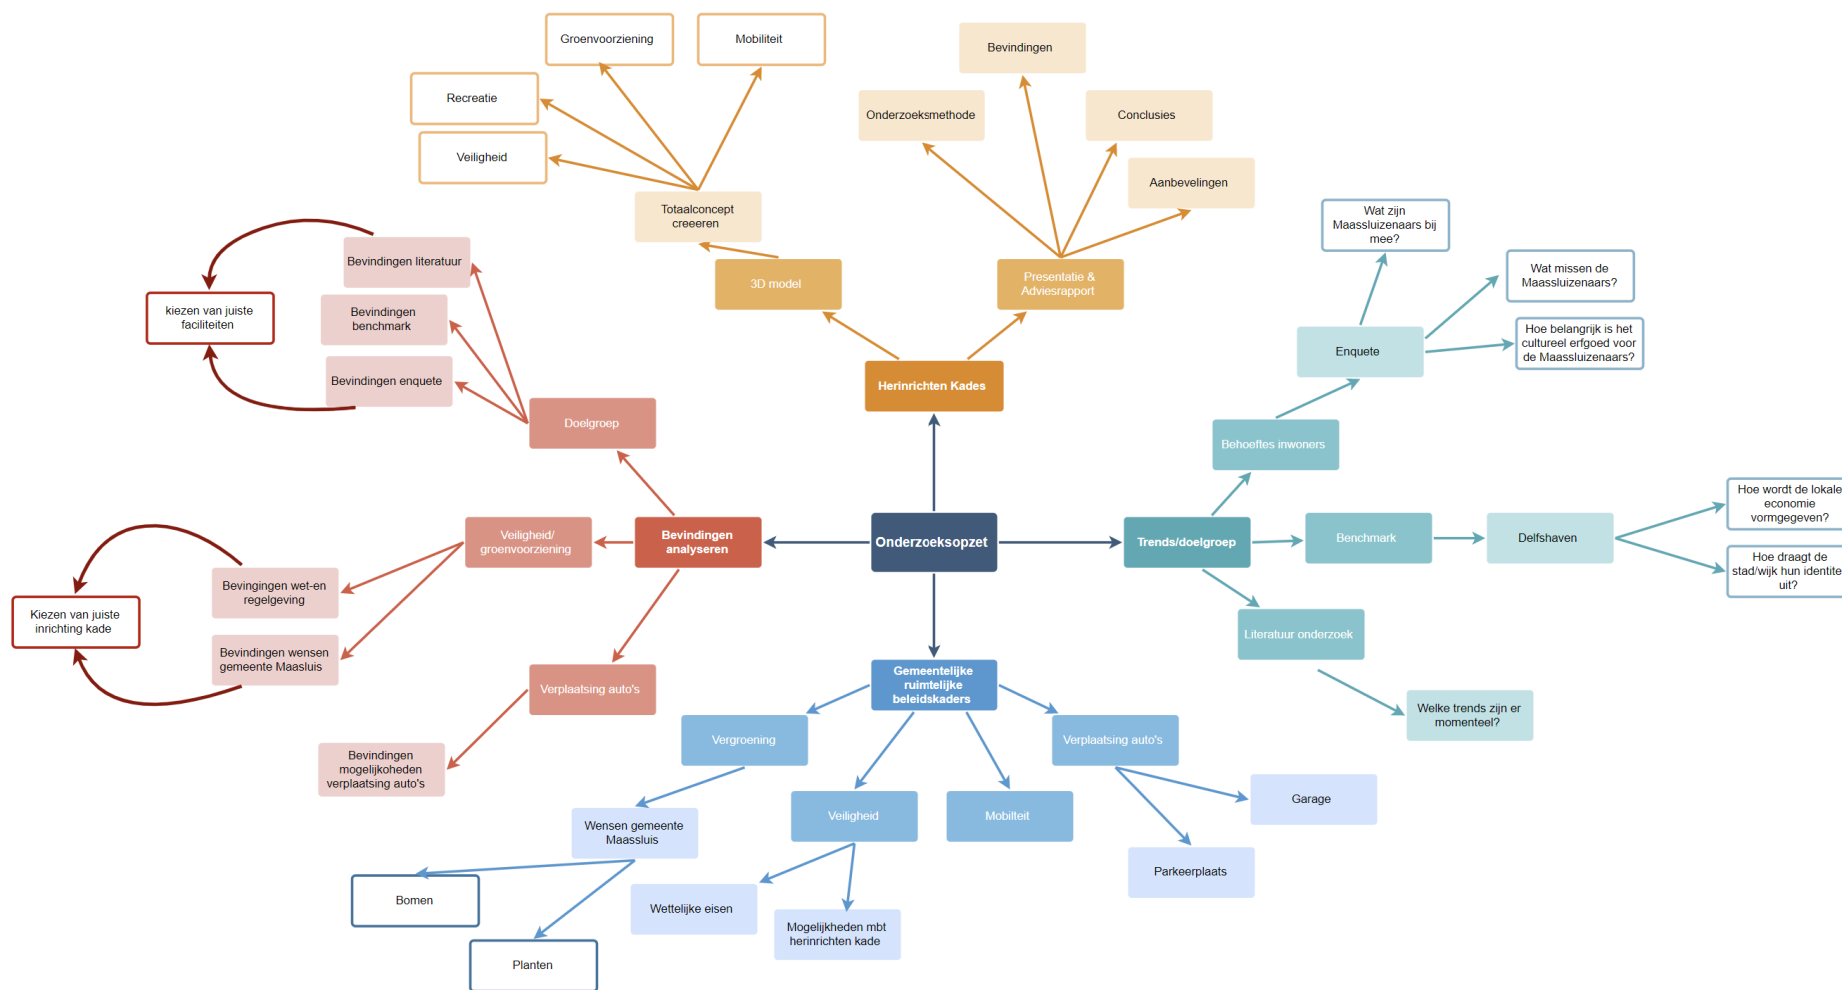 Groenvoorziening
Mobiliteit
Bevindingen
Recreatie
Onderzoeksmethode
Conclusies
Veiligheid
Aanbevelingen
Totaalconcept
creeeren
Wat zijn
Maassluizenaars bij
mee?
Bevindingen literatuur
3D model
Presentatie &
Adviesrapport
Wat missen de
Maassluizenaars?
kiezen van juiste
faciliteiten
Bevindingen
benchmark
Enquete
Hoe belangrijk is het
cultureel erfgoed voor
de Maassluizenaars?
Bevindingen enquete
Herinrichten Kades
Doelgroep
Behoeftes inwoners
Hoe wordt de lokale
economie
vormgegeven?
Veiligheid/
groenvoorziening
Bevindingen
analyseren
Onderzoeksopzet
Trends/doelgroep
Benchmark
Delfshaven
Hoe draagt de
stad/wijk hun identite
uit?
Bevingingen wet-en
regelgeving
Kiezen van juiste
inrichting kade
Literatuur onderzoek
Bevindingen wensen
gemeente Maasluis
Verplaatsing auto's
Gemeentelijke
ruimtelijke
beleidskaders
Welke trends zijn er
momenteel?
Vergroening
Verplaatsing auto's
Bevindingen
mogelijkoheden
verplaatsing auto's
Garage
Wensen gemeente
Maassluis
Veiligheid
Mobilteit
Parkeerplaats
Bomen
Wettelijke eisen
Mogelijkheden mbt
herinrichten kade
Planten